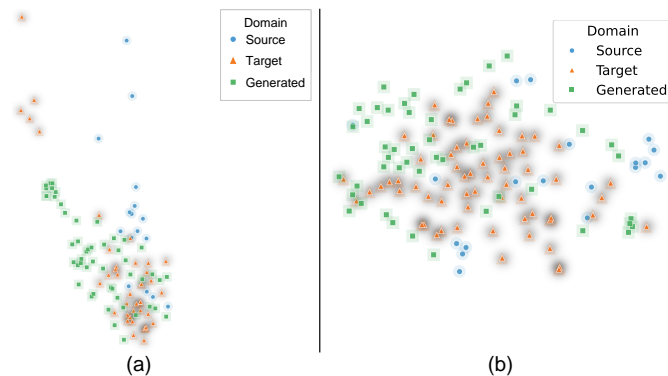 Domain
Source
Target
Generated
(a)
Domain
Source
Target
Generated
(b)